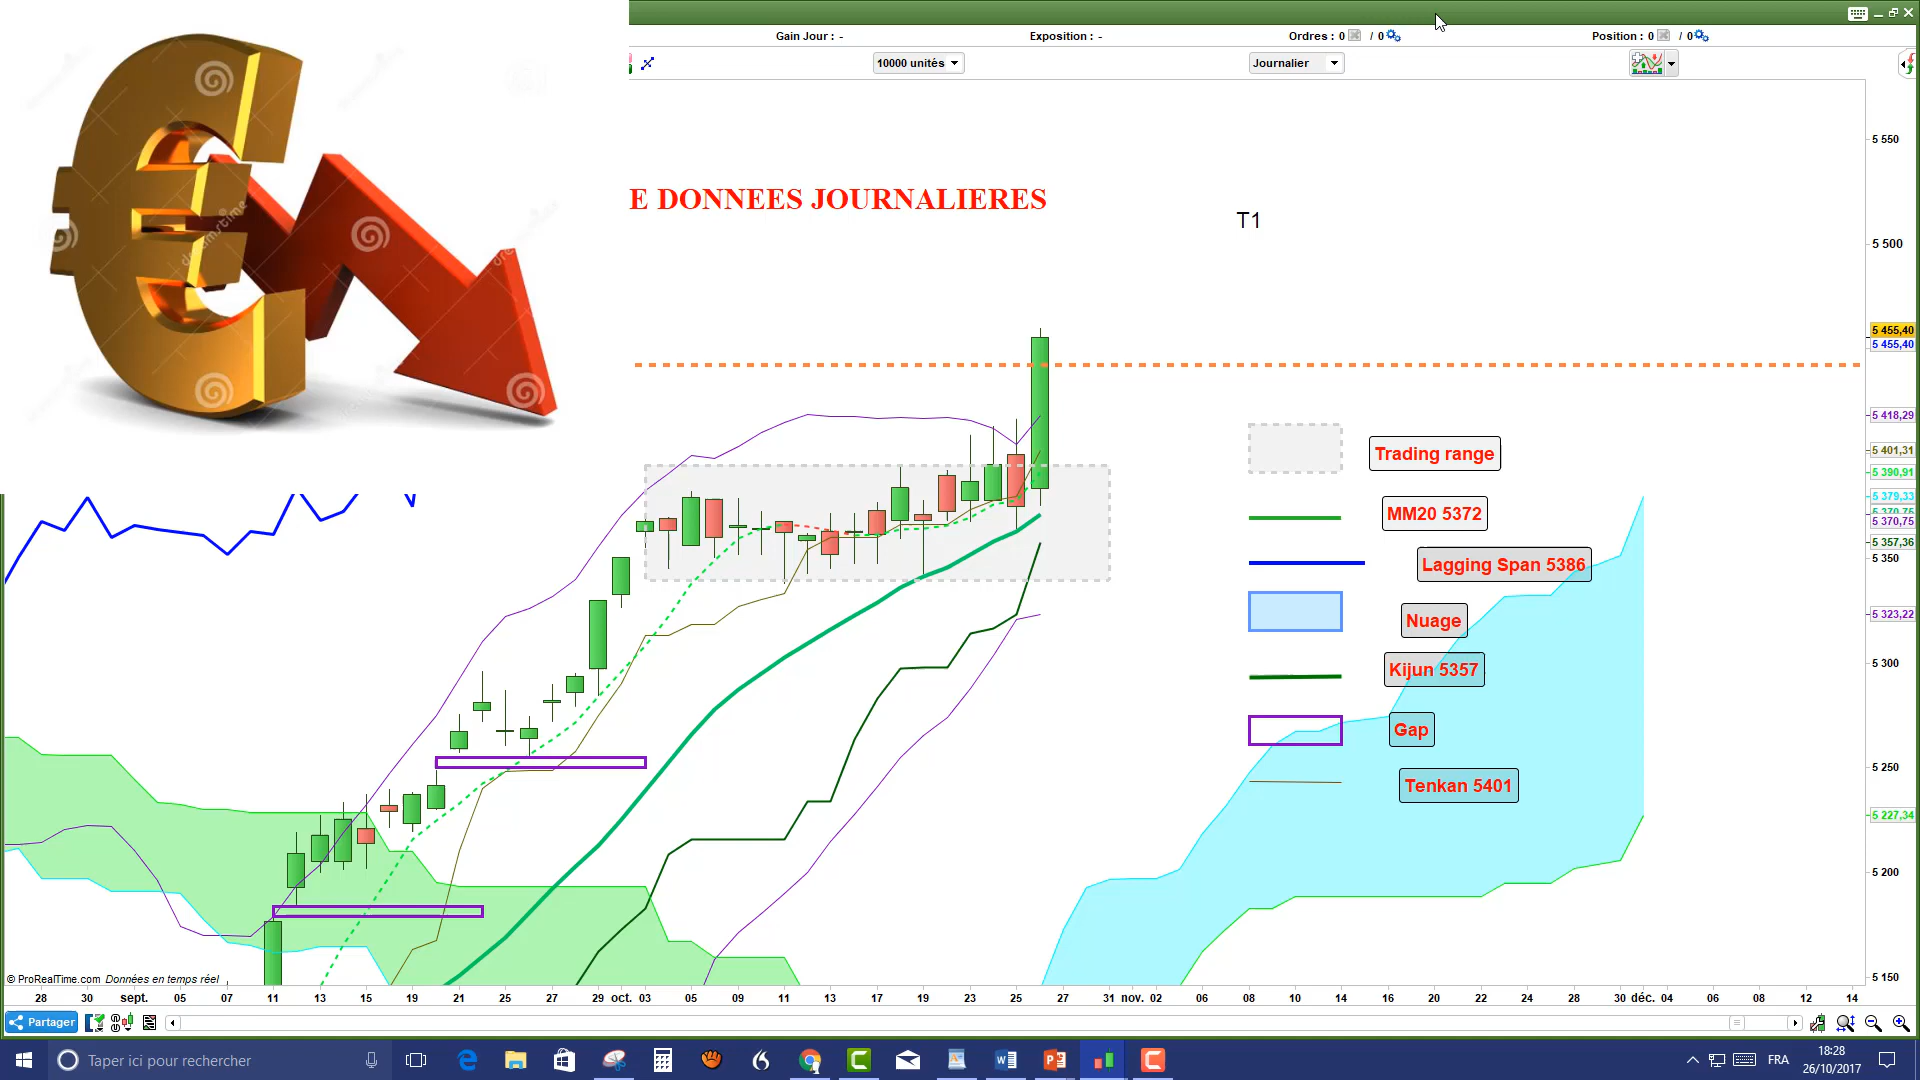 Gain Jour : -
Exposition : -
Ordres : 0 / 0
Position : 0 / 0
10000 unités
Journalier
E DONNEES JOURNALIERES
T1
5 550
5 500
5 455,40
5 455,40
5 418,29
5 401,31
5 390,91
5 379,33
5 370,75
5 357,36
5 350
5 323,22
5 300
5 250
5 227,34
5 200
5 150
Trading range
MM20 5372
Lagging Span 5386
Nuage
Kijun 5357
Gap
Tenkan 5401
dreamstime
© ProRealTime.com Données en temps réel
28 30 sept. 05 07 11 13 15 19 21 25 27 29 oct. 03 05 09 11 13 17 19 23 25 27 31 nov. 02 06 08 10 14 16 20 22 24 28 30 déc. 04 06 08 12 14
Partager
Taper ici pour rechercher
FRA
18:28
26/10/2017